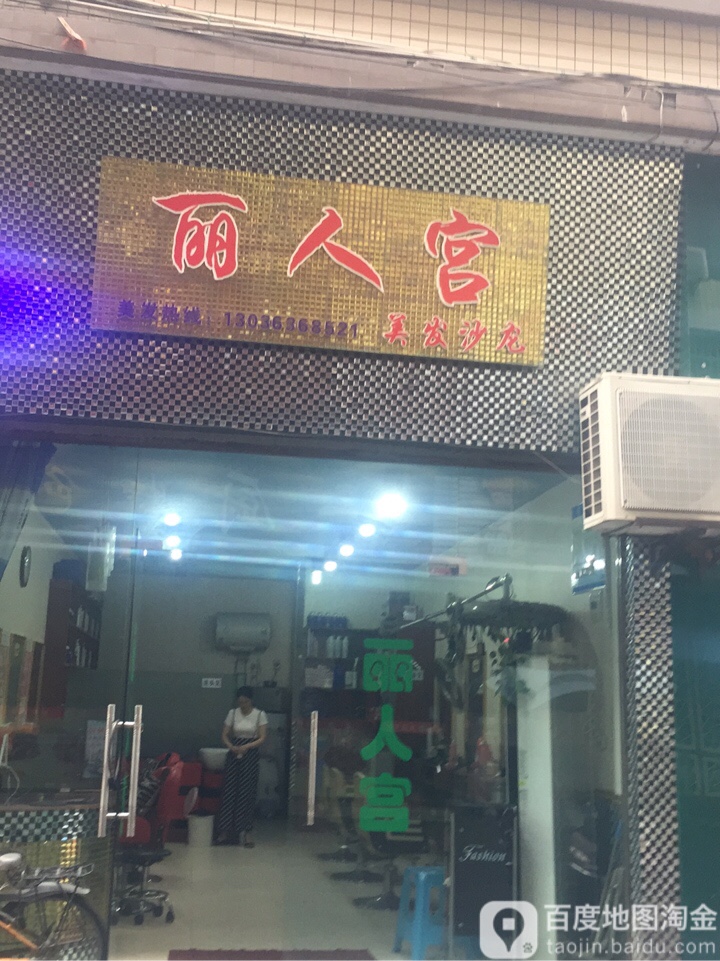 丽人宫
美发热线：13036368521 美发沙龙
丽人宫
Fashion
百度地图淘金
taojin.baidu.com